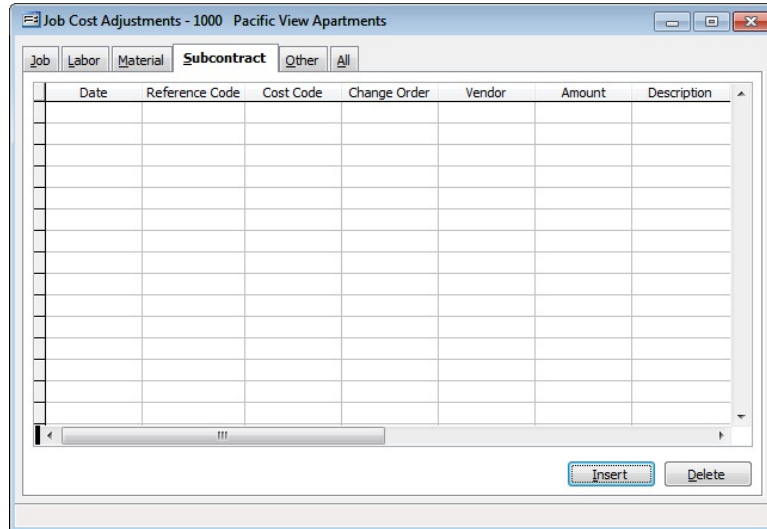 Job Cost Adjustments - 1000 Pacific View Apartments
Job Labor Material Subcontract Other All
Date Reference Code Cost Code Change Order Vendor Amount Description
Insert Delete